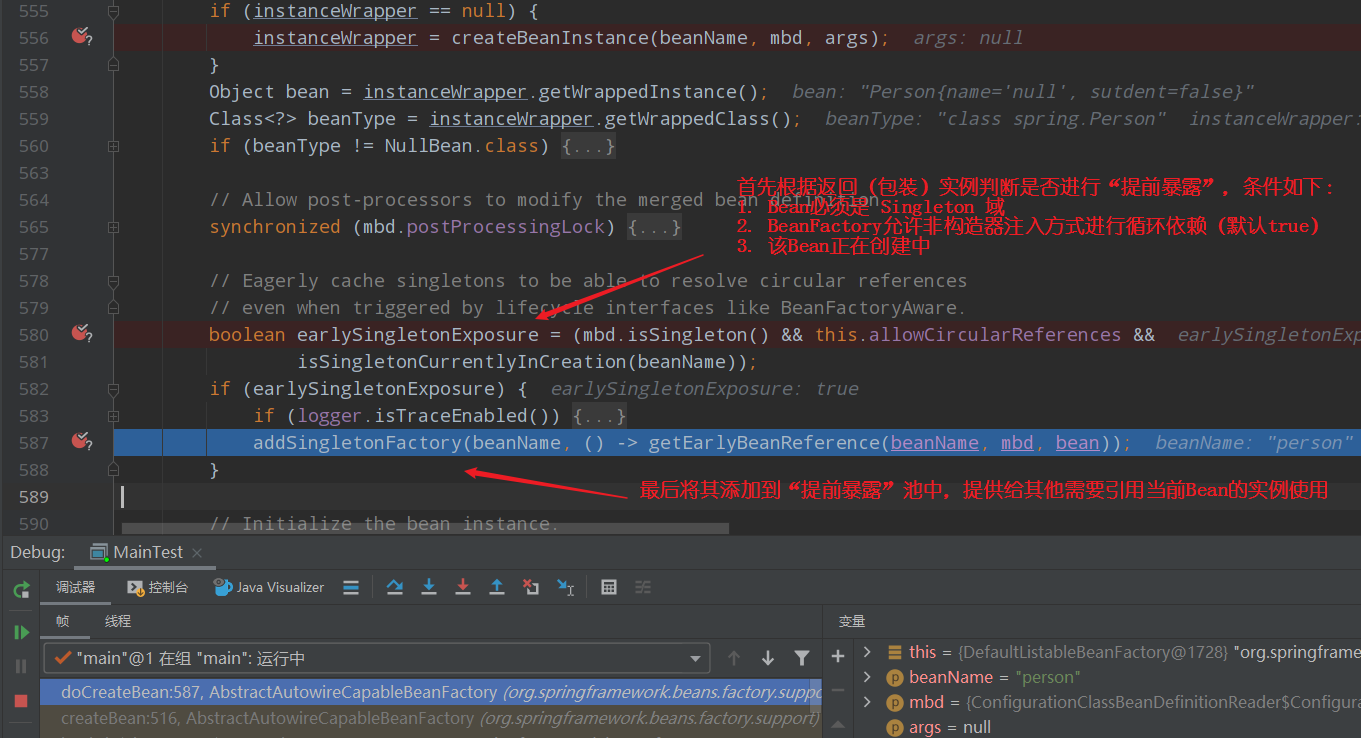 555 if (instanceWrapper == null) {
556 instanceWrapper = createBeanInstance(beanName, mbd, args); args: null
557 }
558 Object bean = instanceWrapper.getWrappedInstance(); bean: "Person{name='null', sutdent=false}"
559 Class<?> beanType = instanceWrapper.getWrappedClass(); beanType: "class spring.Person" instanceWrapper:
560 if (beanType != NullBean.class) {...}
563
首先根据返回（包装）实例判断是否进行“提前暴露”，条件如下：
564 // Allow post-processors to modify the merged bean definition.
1. Bean必须是 Singleton 域
565 synchronized (mbd.postProcessingLock) {...}
2. BeanFactory允许非构造器注入方式进行循环依赖（默认true）
577
3. 该Bean正在创建中
578 // Eagerly cache singletons to be able to resolve circular references
579 // even when triggered by lifecycle interfaces like BeanFactoryAware.
580 boolean earlySingletonExposure = (mbd.isSingleton() && this.allowCircularReferences && earlySingletonExp
581 isSingletonCurrentlyInCreation(beanName));
582 if (earlySingletonExposure) { earlySingletonExposure: true
583 if (logger.isTraceEnabled()) {...}
587 addSingletonFactory(beanName, () -> getEarlyBeanReference(beanName, mbd, bean)); beanName: "person"
588 }
589
最后将其添加到“提前暴露”池中，提供给其他需要引用当前Bean的实例使用
590 // Initialize the bean instance.
Debug: MainTest ×
调试器 控制台 Java Visualizer
帧 线程 变量
"main"@1 在组 "main": 运行中
this = {DefaultListableBeanFactory@1728} "org.springframe
beanName = "person"
doCreateBean:587, AbstractAutowireCapableBeanFactory (org.springframework.beans.factory.suppo
mbd = {ConfigurationClassBeanDefinitionReader$Configura
createBean:516, AbstractAutowireCapableBeanFactory (org.springframework.beans.factory.support)
args = null